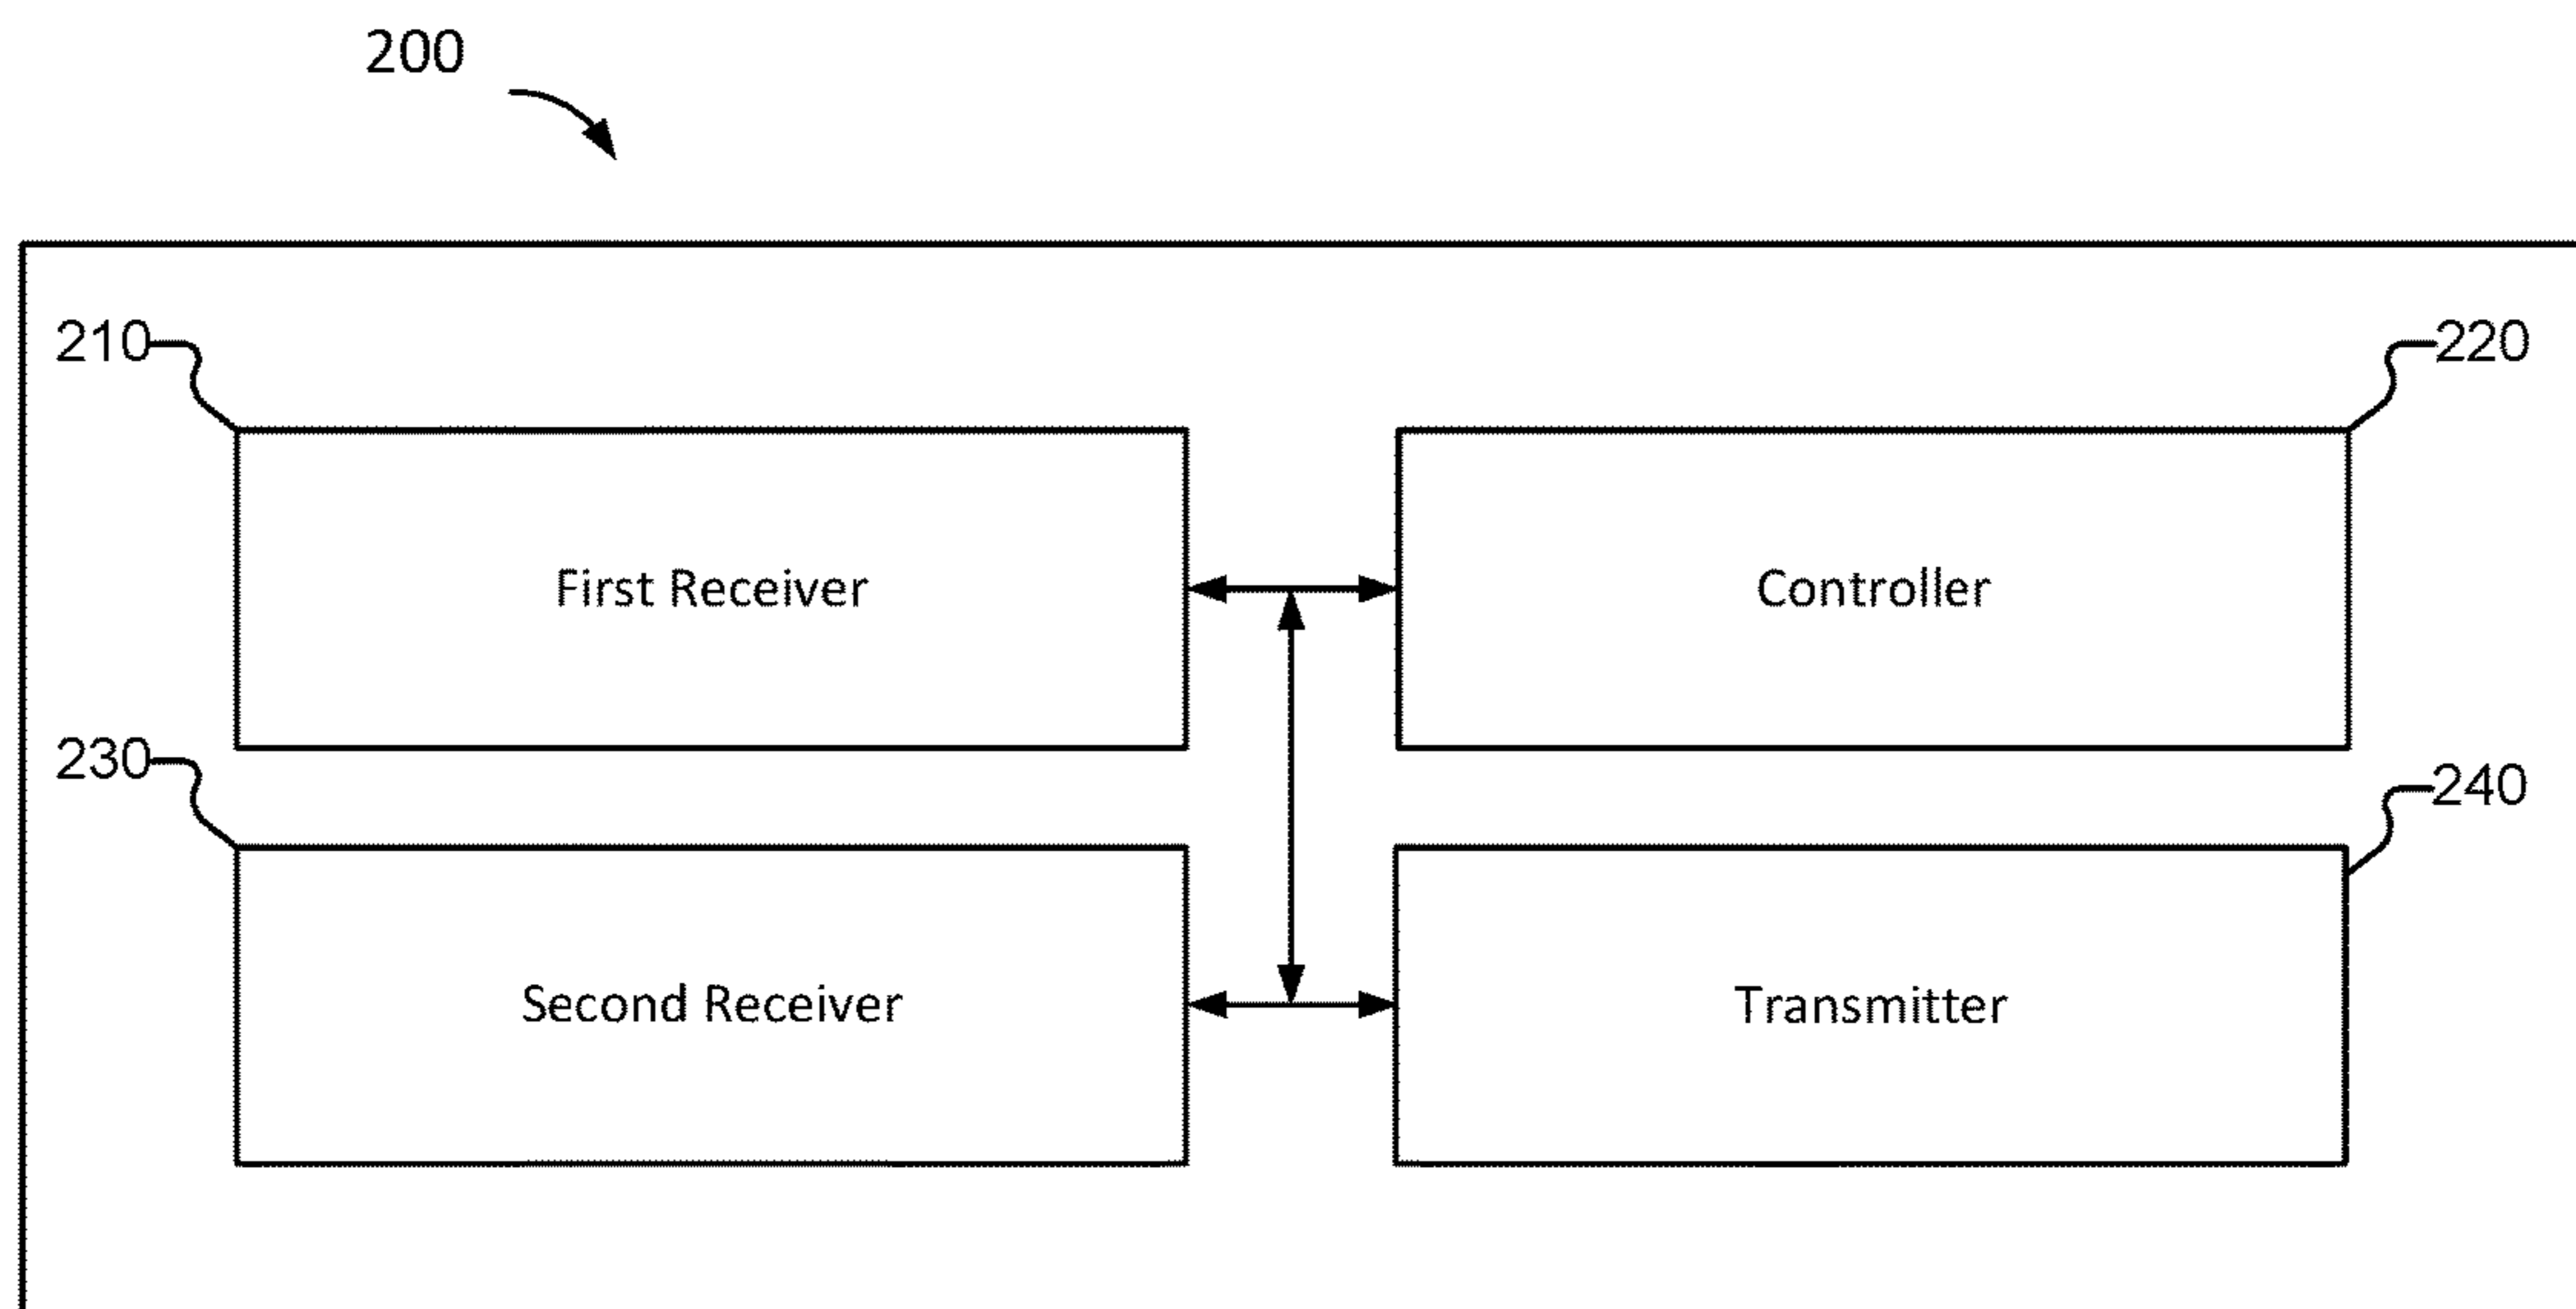 200
210
220
First Receiver
Controller
230
240
Second Receiver
Transmitter